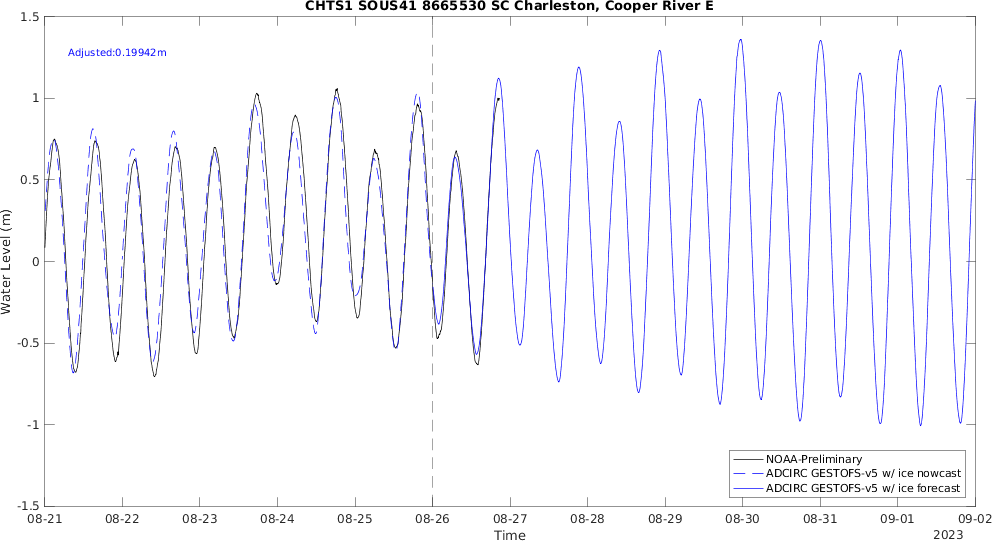 CHTS1 SOUS41 8665530 SC Charleston, Cooper River E
Adjusted:0.19942m
1.5
1
0.5
0
-0.5
-1
-1.5
Water Level (m)
NOAA-Preliminary
ADCIRC GESTOFS-v5 w/ ice nowcast
ADCIRC GESTOFS-v5 w/ ice forecast
08-21 08-22 08-23 08-24 08-25 08-26 08-27 08-28 08-29 08-30 08-31 09-01 09-02
Time
2023